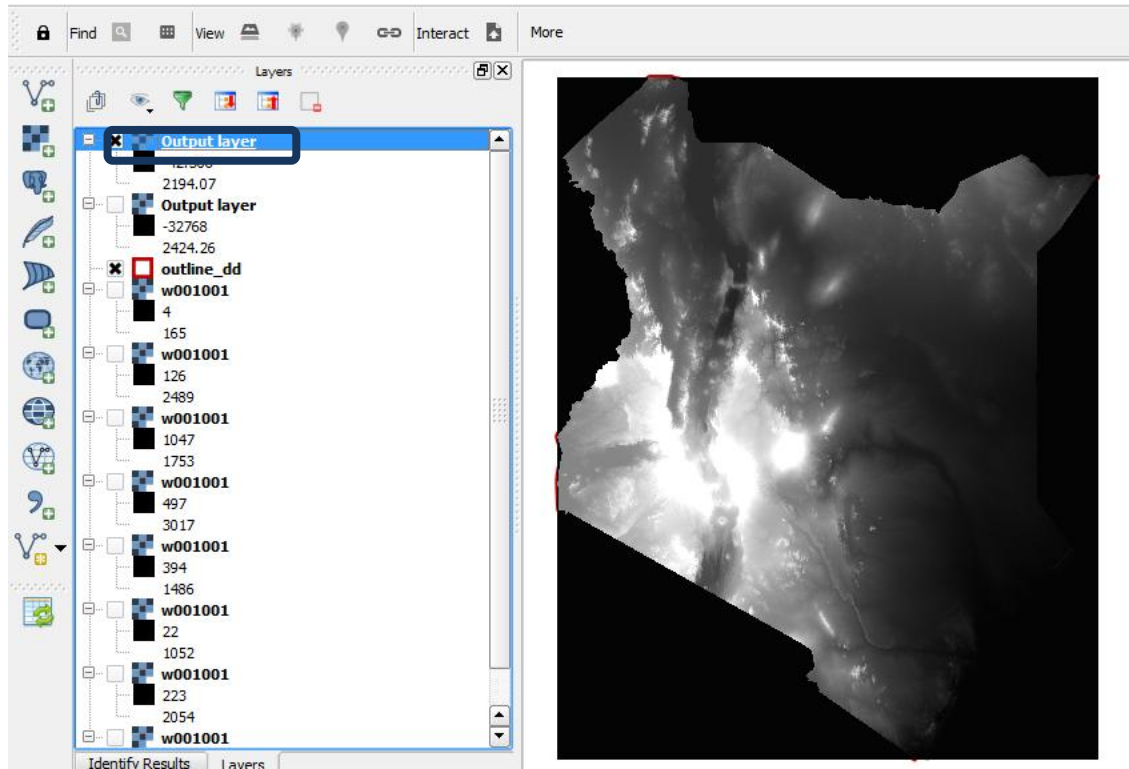 Find View Interact More
Layers
Output layer
2194.07
Output layer
-32768
2424.26
outline_dd
w001001
4
165
w001001
126
2489
w001001
1047
1753
w001001
497
3017
w001001
394
1486
w001001
22
1052
w001001
223
2054
w001001
Identify Results Layers